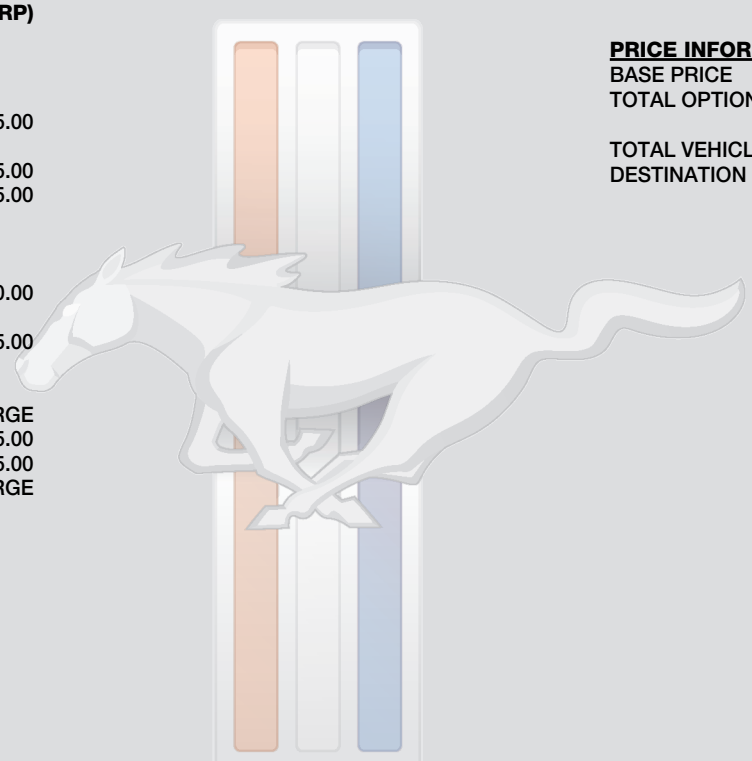 RP)
5.00
5.00
5.00
0.00
5.00
RGE
5.00
5.00
RGE
PRICE INFOR
BASE PRICE
TOTAL OPTION
TOTAL VEHICL
DESTINATION